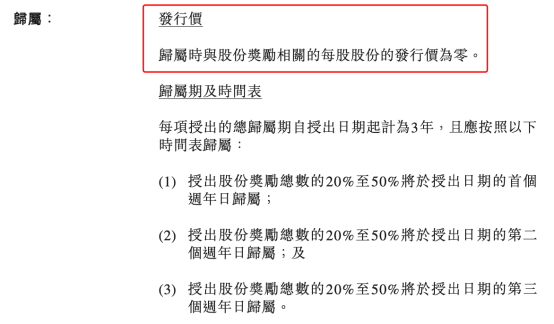 歸屬：
發行價
歸屬時與股份獎勵相關的每股股份的發行價為零。
歸屬期及時間表
每項授出的總歸屬期自授出日期起計為3年，且應按照以下
時間表歸屬：
(1) 授出股份獎勵總數的20%至50%將於授出日期的首個
週年日歸屬；
(2) 授出股份獎勵總數的20%至50%將於授出日期的第二
個週年日歸屬；及
(3) 授出股份獎勵總數的20%至50%將於授出日期的第三
個週年日歸屬。